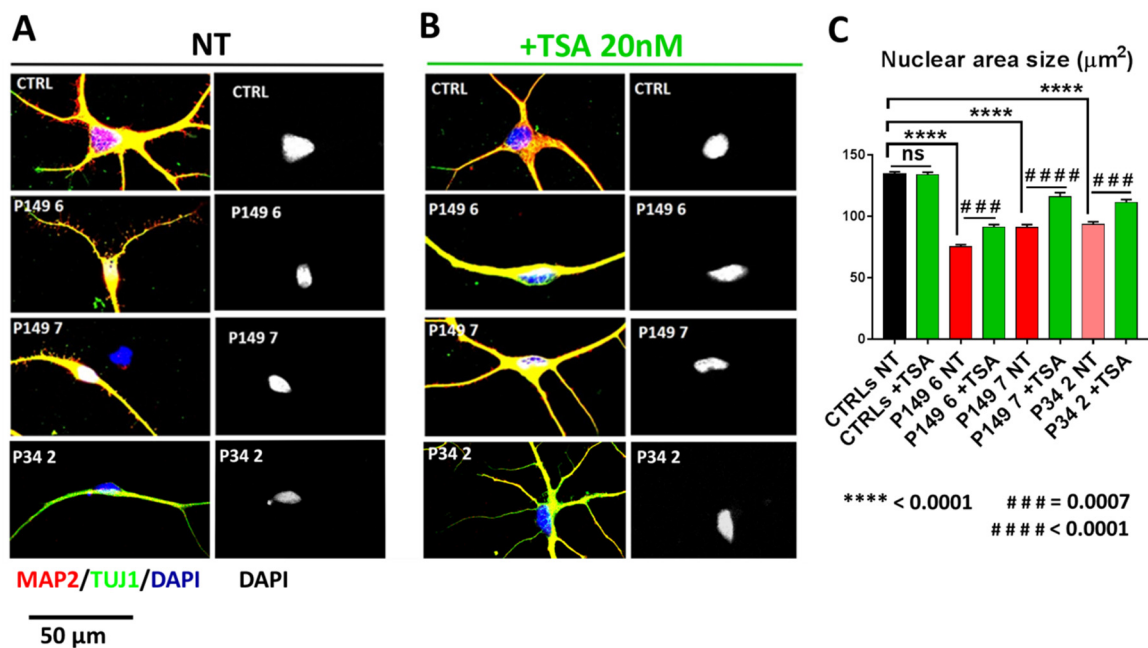 A
NT
CTRL
CTRL
P149 6
P149 6
P149 7
P149 7
P34 2
P34 2
MAP2/TUJ1/DAPI
DAPI
50 µm
B
+TSA 20nM
CTRL
CTRL
P149 6
P149 6
P149 7
P149 7
P34 2
P34 2
C
Nuclear area size (µm²)
****
****
****
ns
###
####
###
150
100
50
0
CTRLs NT
CTRLs +TSA
P149 6 NT
P149 6 +TSA
P149 7 NT
P149 7 +TSA
P34 2 NT
P34 2 +TSA
**** < 0.0001
### = 0.0007
#### < 0.0001